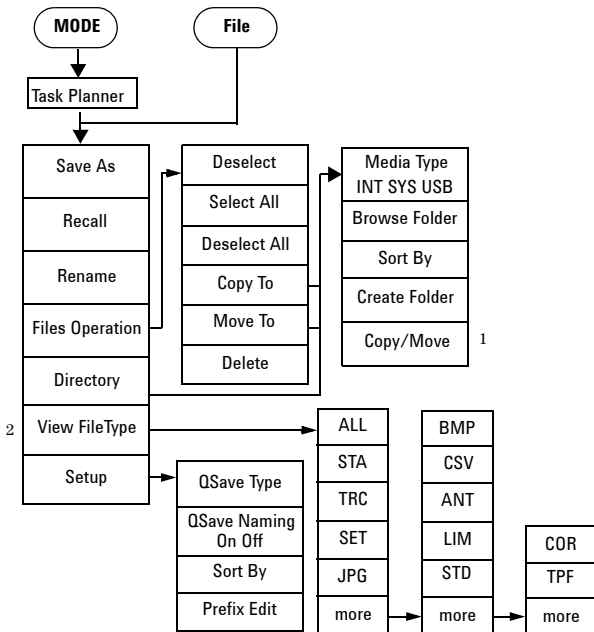 MODE
File
Task Planner
Save As
Recall
Rename
Files Operation
Directory
2
View FileType
Setup
Deselect
Select All
Deselect All
Copy To
Move To
Delete
Media Type
INT SYS USB
Browse Folder
Sort By
Create Folder
Copy/Move
1
QSave Type
QSave Naming
On Off
Sort By
Prefix Edit
ALL
STA
TRC
SET
JPG
more
BMP
CSV
ANT
LIM
STD
more
COR
TPF
more